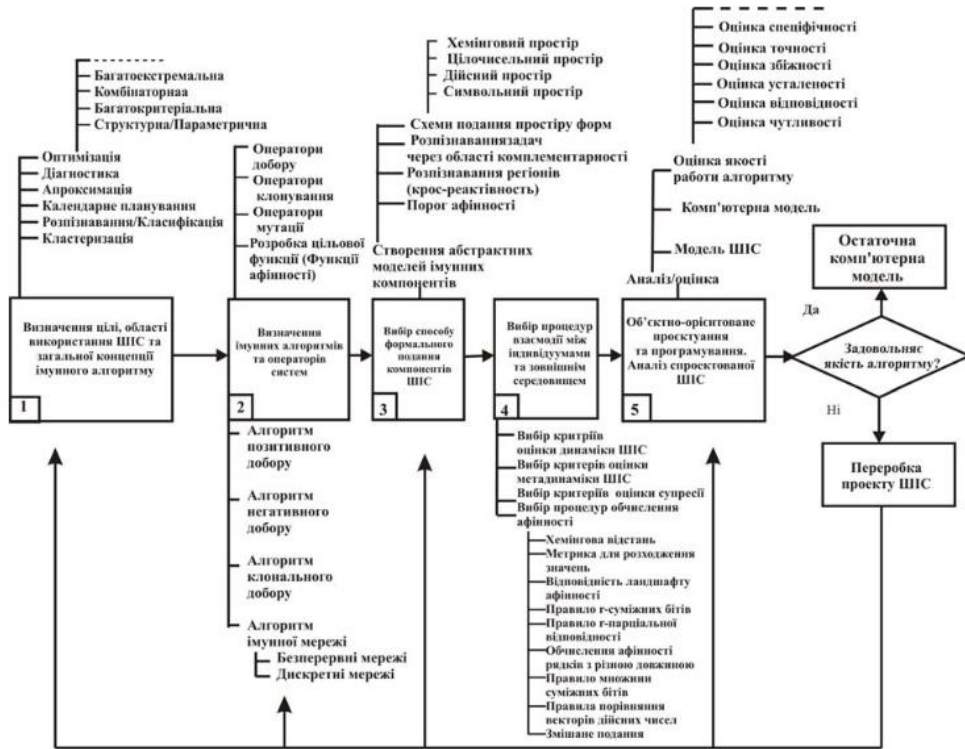 Багатоекстремальна
Комбінаторнаа
Багатокритеріальна
Структурна/Параметрична
Оптимізація
Діагностика
Апроксимація
Календарне планування
Розпізнавання/Класифікація
Кластеризація
Визначення цілі, області
використання ШІС та
загальної концепції
імунного алгоритму
1
Оператори
добору
Оператори
клонування
Оператори
мутації
Розробка цільової
функції (Функції
афінності)
Визначення
імунних алгоритмів
та операторів
систем
2
Алгоритм
позитивного
добору
Алгоритм
негативного
добору
Алгоритм
клонального
добору
Алгоритм
імунної мережі
Безперервні мережі
Дискретні мережі
Хемінговий простір
Цілочисельний простір
Дійсний простір
Символьний простір
Схеми подання простіру форм
Розпізнаваниязадач
через області комплементарності
Розпізнавання регіонів
(крос-реактівность)
Порог афінності
Створення абстрактних
моделей імунних
компонентів
Вибір способу
формального
подання
компонентів
ШІС
3
Вибір процедур
взаємодії між
індивідуумами
та зовнішнім
середовищем
4
Вибір критріїв
оцінки динаміки ШІС
Вибір критерів оцінки
метадинаміки ШІС
Вибір критеріїв оцінки супресії
Вибір процедур обчислення
афінності
Хемінгова відстань
Метрика для розходження
значень
Відповідність ландшафту
афінності
Правило r-суміжних бітів
Правило r-парціальної
відповідності
Обчислення афінності
рядків з різною довжиною
Правило множини
суміжних бітів
Правила порівняння
векторів дійсних чисел
Змішане подання
Оцінка спеціфічності
Оцінка точності
Оцінка збіжності
Оцінка усталеності
Оцінка відповідності
Оцінка чутливості
Оцінка якості
работи алгоритму
Комп'ютерна модель
Модель ШІС
Аналіз/оцінка
Об'єктно-орієнтоване
проєктування
та програмування.
Аналіз спроєктованої
ШІС
5
Остаточна
комп'ютерна
модель
Да
Задовольняє
якість алгоритму?
Ні
Переробка
проекту ШІС